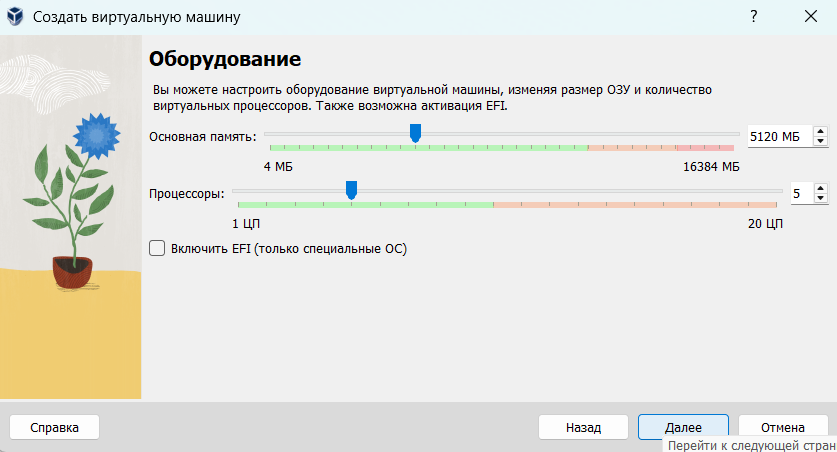 Создать виртуальную машину
?
Оборудование
Вы можете настроить оборудование виртуальной машины, изменяя размер ОЗУ и количество
виртуальных процессоров. Также возможна активация EFI.
Основная память:
5120 МБ
4 МБ
16384 МБ
Процессоры:
5
1 ЦП
20 ЦП
Включить EFI (только специальные ОС)
Справка
Назад
Далее
Отмена
Перейти к следующей стран